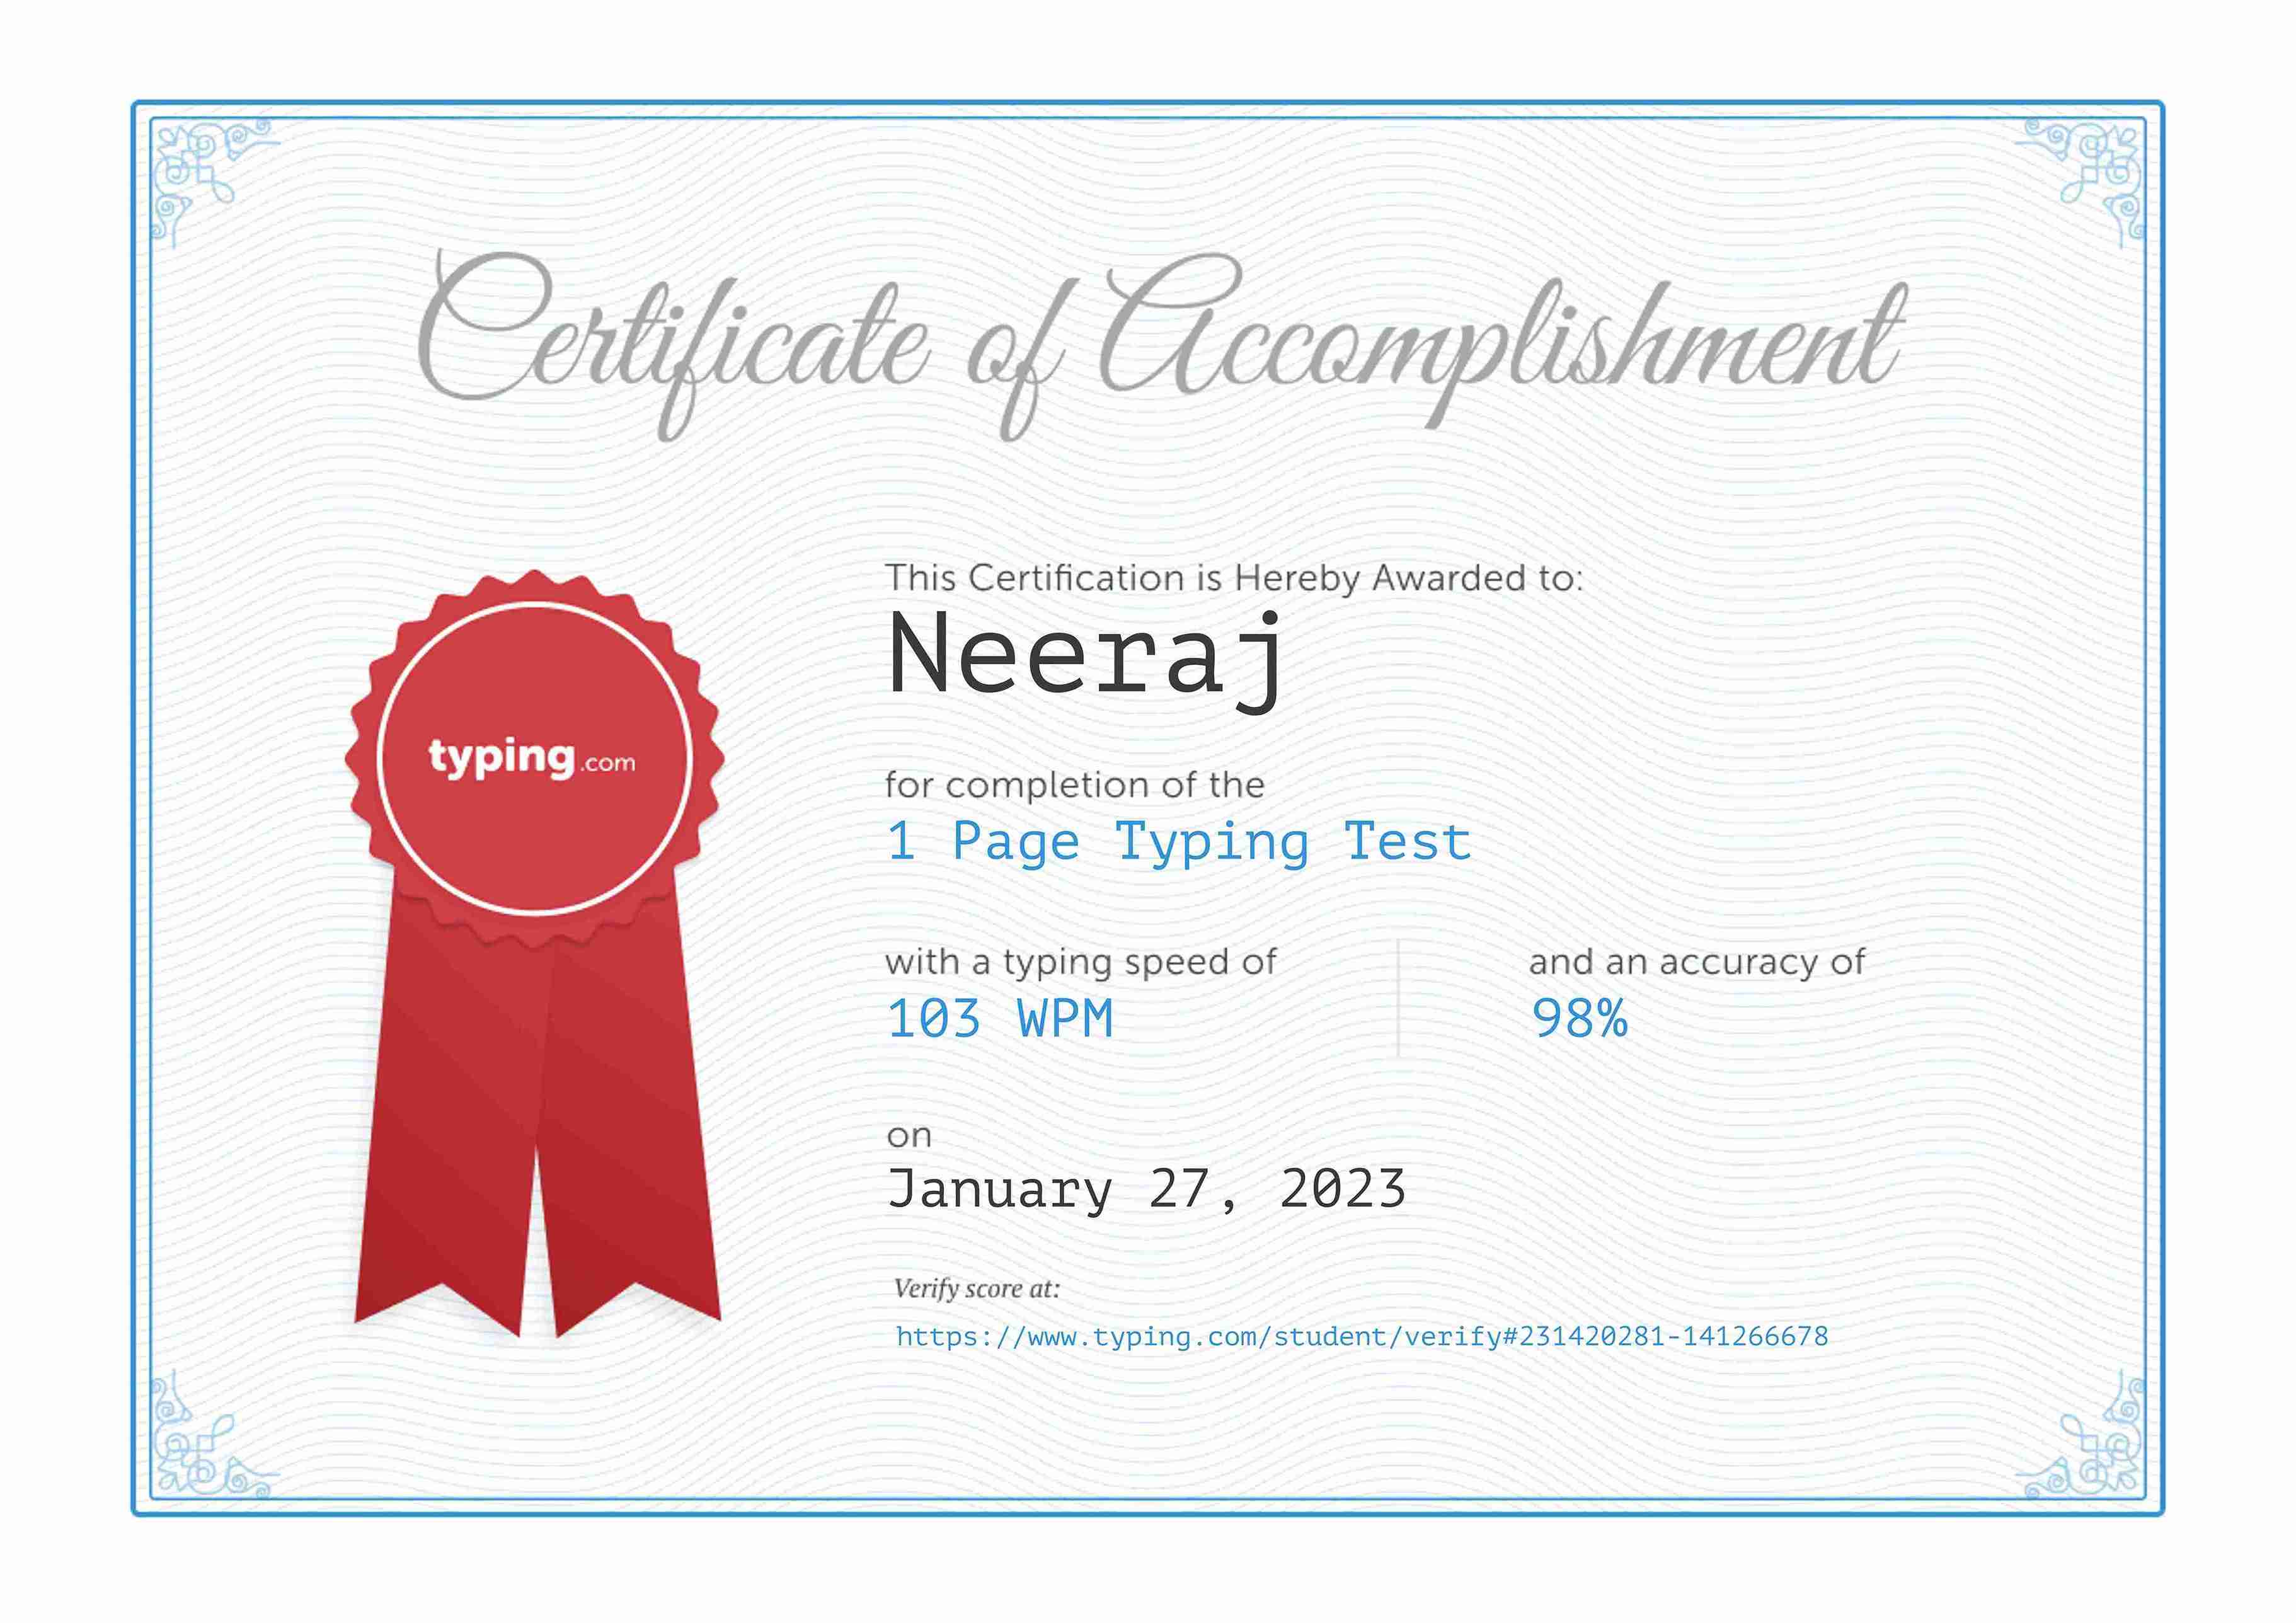 Certificate of Accomplishment
This Certification is Hereby Awarded to:
Neeraj
typing.com
for completion of the
1 Page Typing Test
with a typing speed of
103 WPM
and an accuracy of
98%
on
January 27, 2023
Verify score at:
https://www.typing.com/student/verify#231420281-141266678